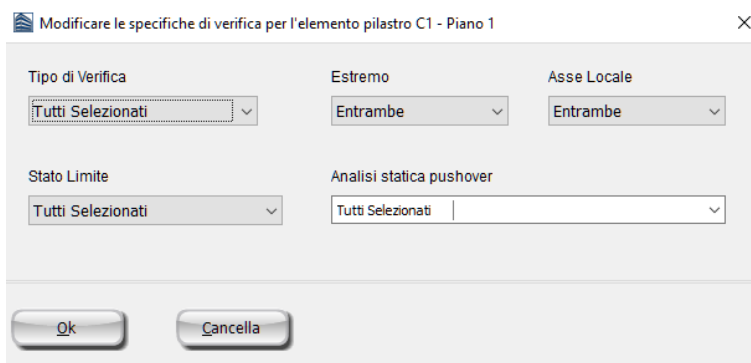 Modificare le specifiche di verifica per l'elemento pilastro C1 - Piano 1
Tipo di Verifica Estremo Asse Locale
Tutti Selezionati Entrambe Entrambe
Stato Limite Analisi statica pushover
Tutti Selezionati Tutti Selezionati
Ok Cancella